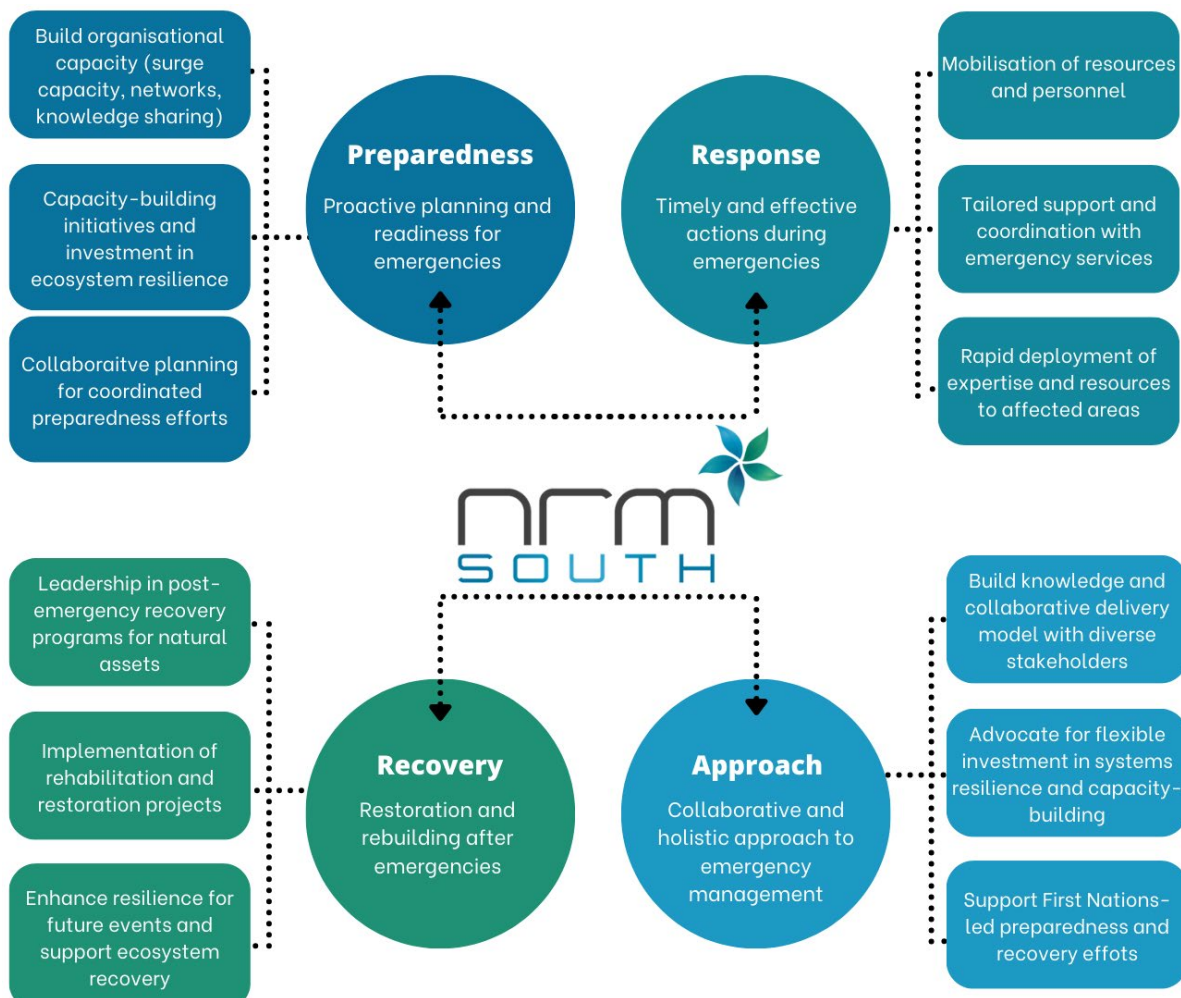 Build organisational
capacity (surge
capacity, networks,
knowledge sharing)
Capacity-building
initiatives and
investment in
ecosystem resilience
Collaboraitve planning
for coordinated
preparedness efforts
Preparedness
Proactive planning and
readiness for
emergencies
Response
Timely and effective
actions during
emergencies
Mobilisation of resources
and personnel
Tailored support and
coordination with
emergency services
Rapid deployment of
expertise and resources
to affected areas
nrm
SOUTH
Leadership in post-
emergency recovery
programs for natural
assets
Implementation of
rehabilitation and
restoration projects
Enhance resilience for
future events and
support ecosystem
recovery
Recovery
Restoration and
rebuilding after
emergencies
Approach
Collaborative and
holistic approach to
emergency
management
Build knowledge and
collaborative delivery
model with diverse
stakeholders
Advocate for flexible
investment in systems
resilience and capacity-
building
Support First Nations-
led preparedness and
recovery effots